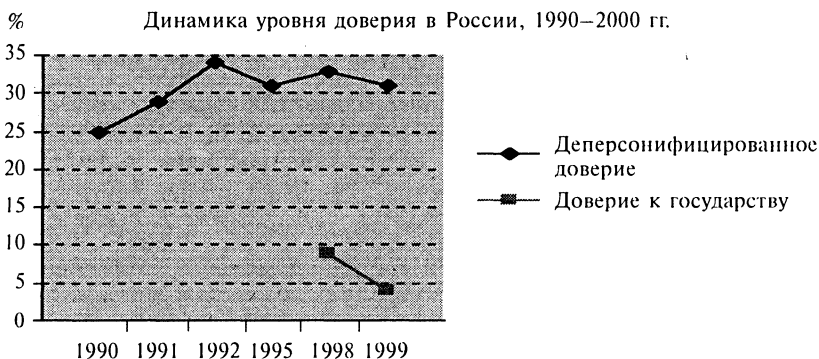 %
Динамика уровня доверия в России, 1990–2000 гг.
35
30
25
20
15
10
5
0
1990 1991 1992 1995 1998 1999
Деперсонифицированное
доверие
Доверие к государству